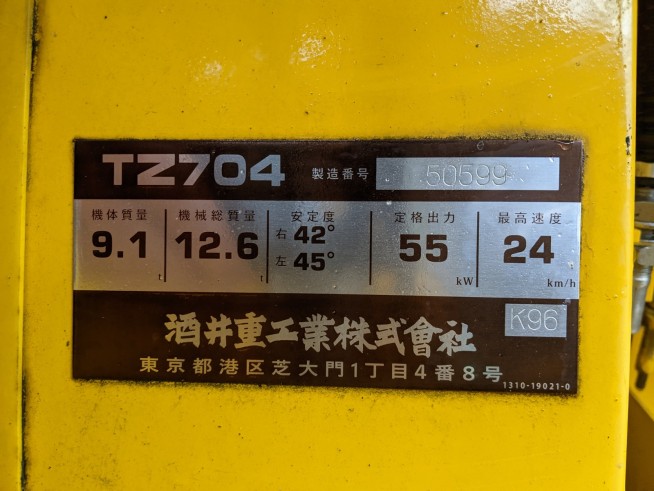 TZ704 製造番号 50599
機体質量 機械総質量 安定度 定格出力 最高速度
9.1 t 12.6 t 右 42° 左 45° 55 kW 24 km/h
K96
酒井重工業株式會社
東京都港区芝大門1丁目4番8号
1310-19021-0